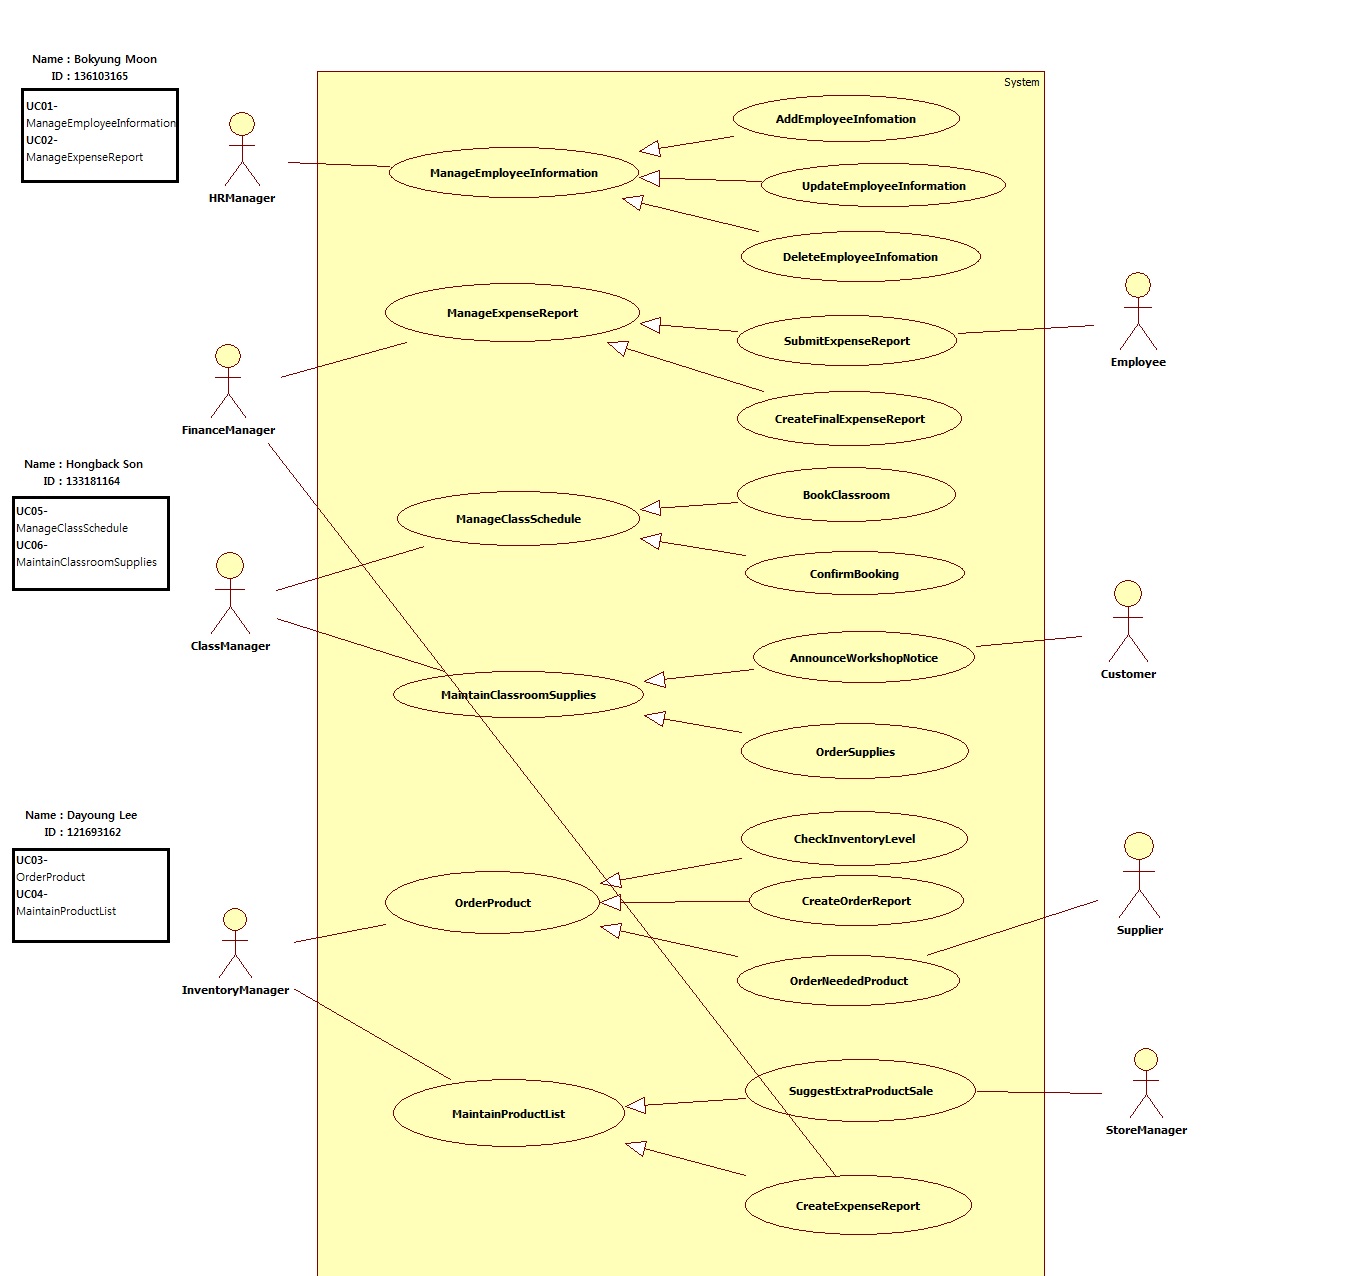 Name : Bokyung Moon
ID : 136103165
UC01-
ManageEmployeeInformation
UC02-
ManageExpenseReport
HRManager
System
AddEmployeeInfomation
ManageEmployeeInformation
UpdateEmployeeInformation
DeleteEmployeeInfomation
ManageExpenseReport
SubmitExpenseReport
Employee
CreateFinalExpenseReport
FinanceManager
Name : Hongback Son
ID : 133181164
UC05-
ManageClassSchedule
UC06-
MaintainClassroomSupplies
ClassManager
BookClassroom
ManageClassSchedule
ConfirmBooking
AnnounceWorkshopNotice
Customer
MaintainClassroomSupplies
OrderSupplies
Name : Dayoung Lee
ID : 121693162
UC03-
OrderProduct
UC04-
MaintainProductList
InventoryManager
CheckInventoryLevel
OrderProduct
CreateOrderReport
Supplier
OrderNeededProduct
SuggestExtraProductSale
MaintainProductList
StoreManager
CreateExpenseReport